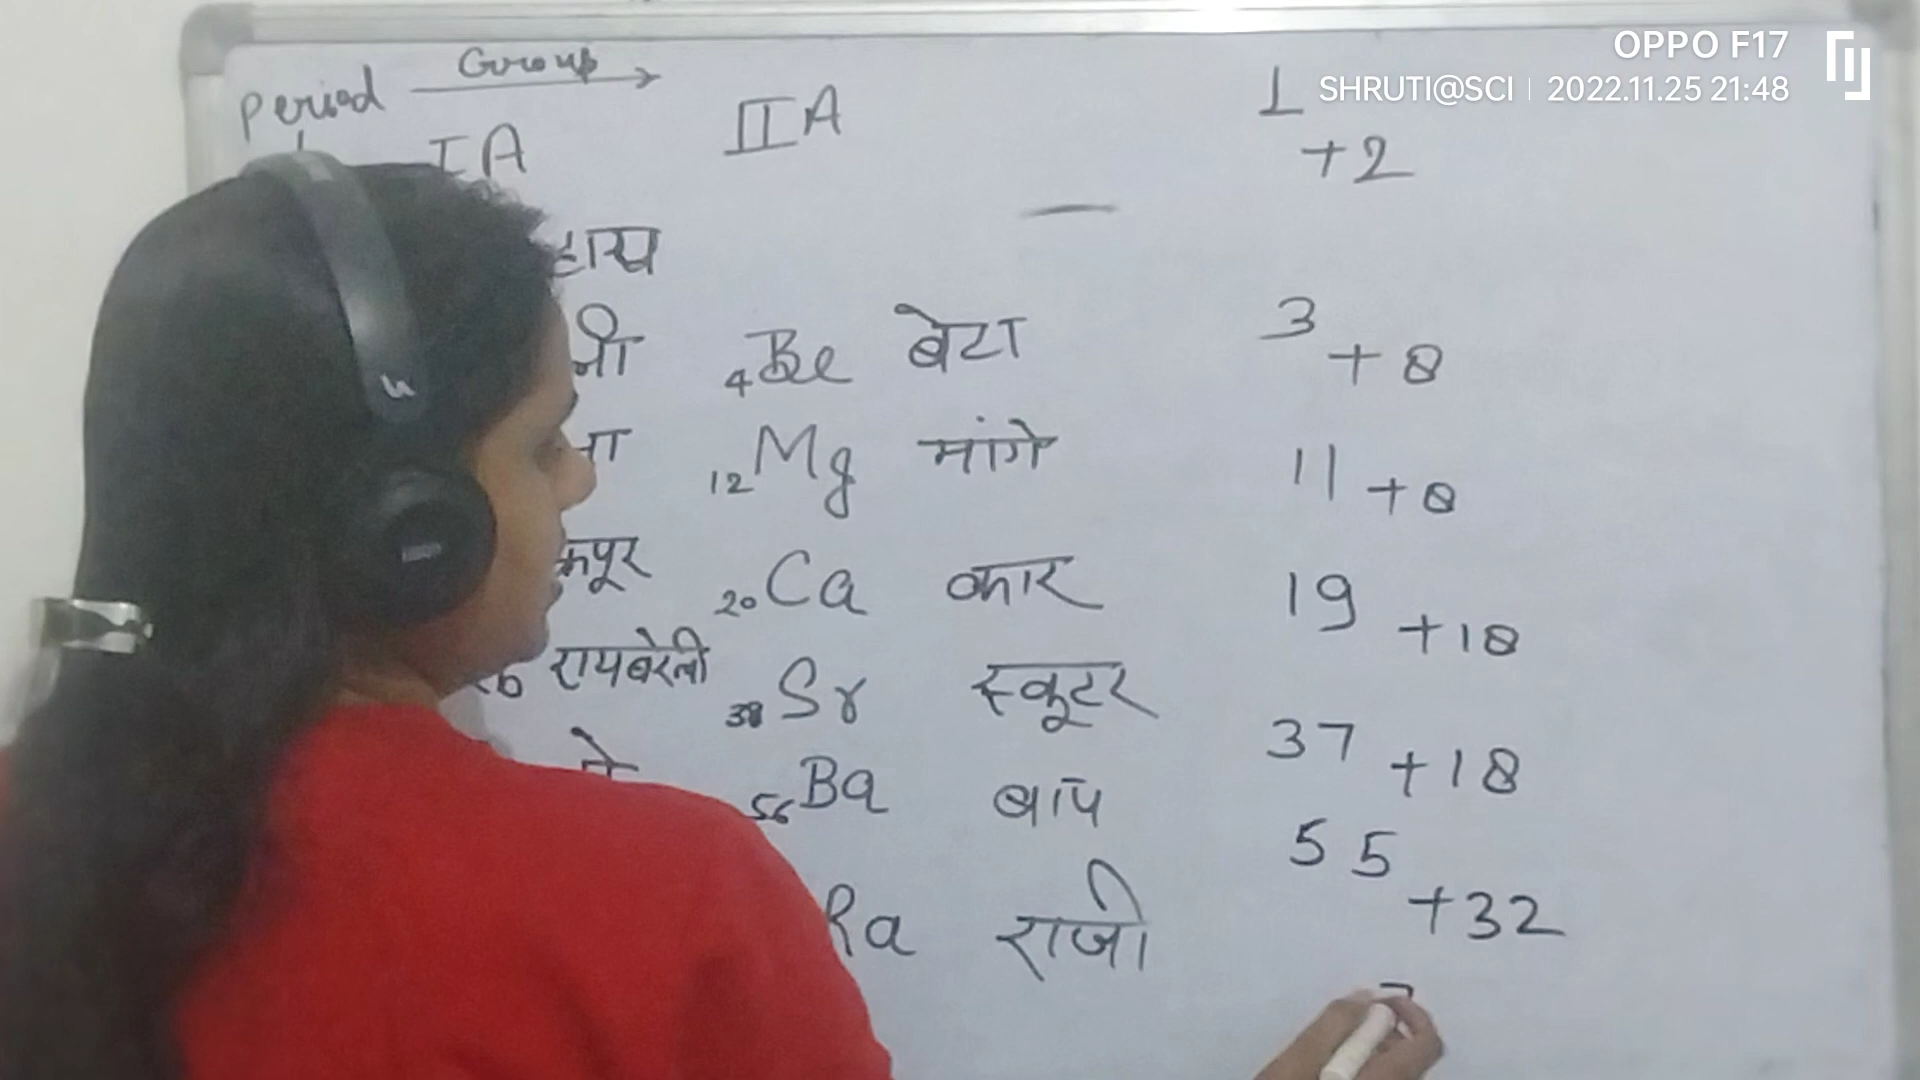 OPPO F17
SHRUTI@SCI | 2022.11.25 21:48
Period Group
IA IIA 1
+2
3
4Be बेटा + 8
12Mg मांगे 11 + 8
कपूर 20Ca कार 19 + 18
रायबरेली 38Sr स्कूटर 37 + 18
56Ba बाप 55
Ra राजी + 32